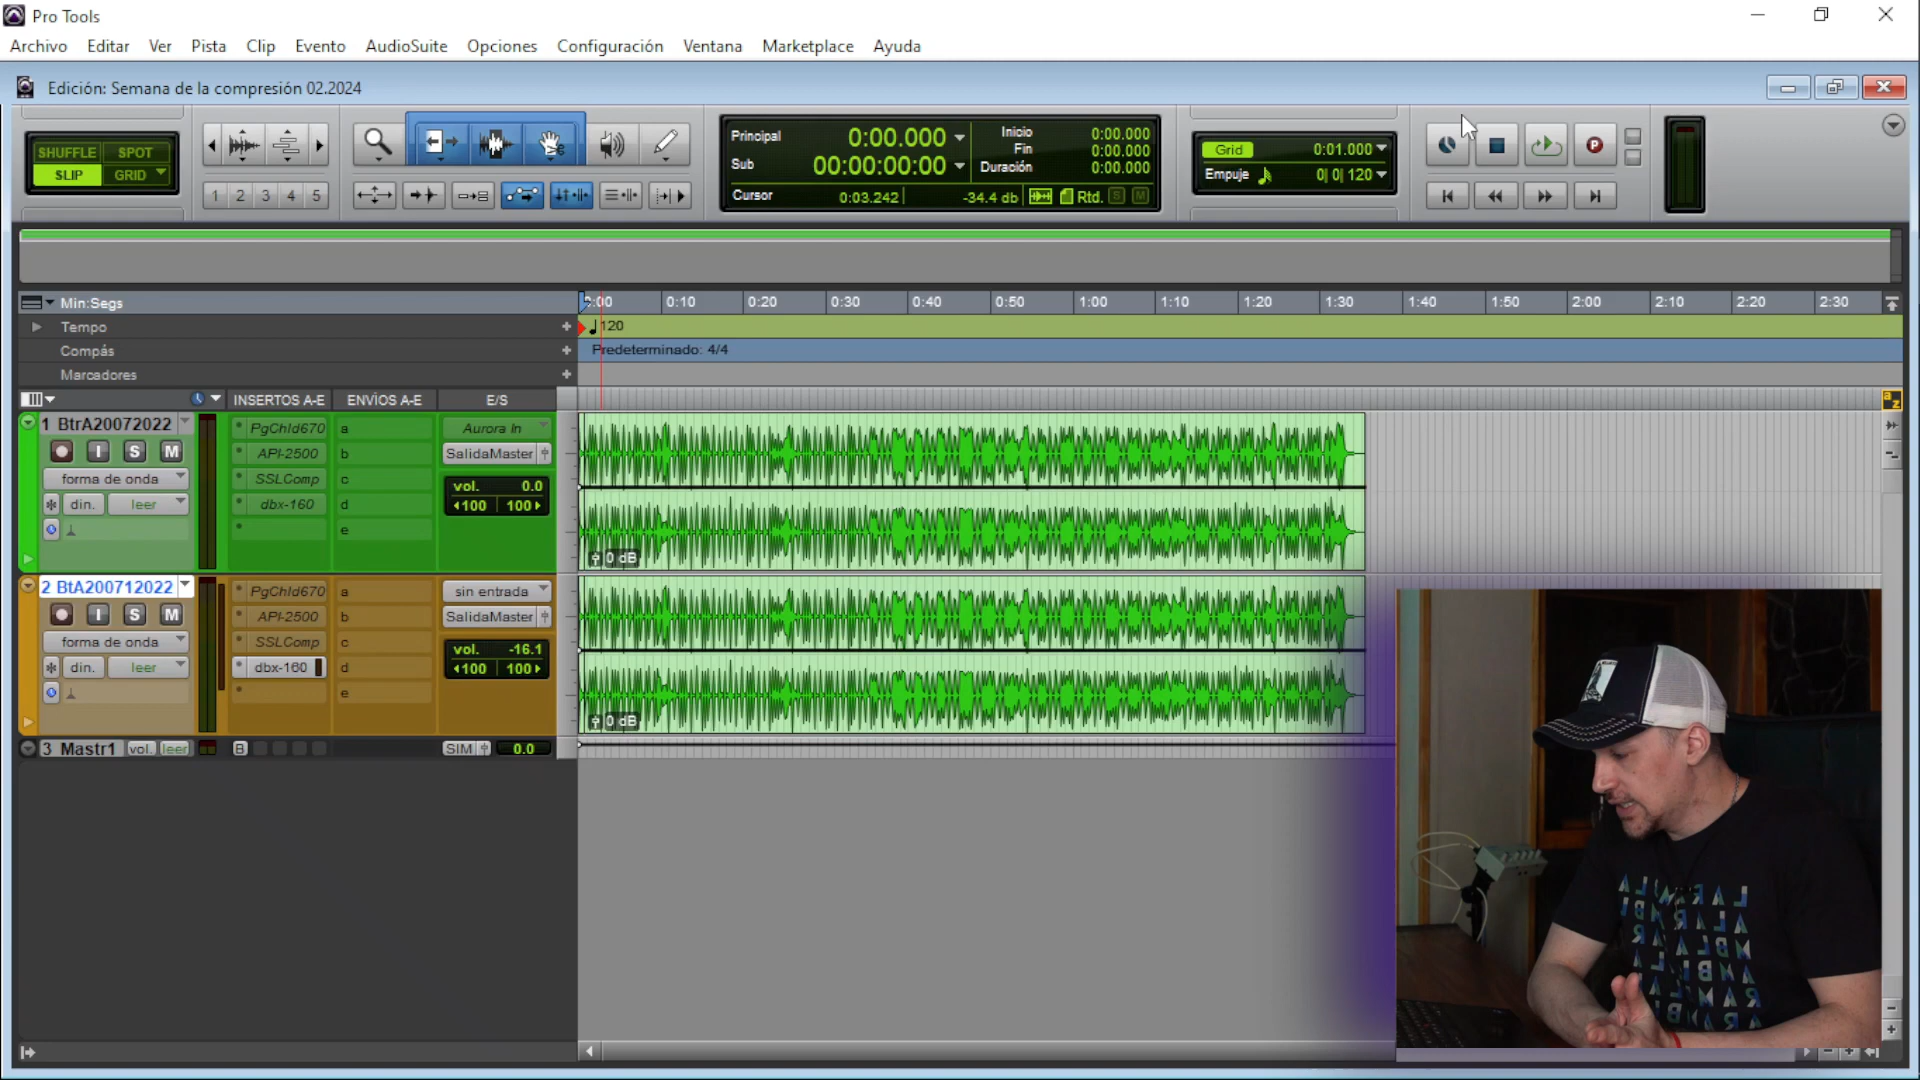 Pro Tools
Archivo Editar Ver Pista Clip Evento AudioSuite Opciones Configuración Ventana Marketplace Ayuda
Edición: Semana de la compresión 02.2024
SHUFFLE SPOT
SLIP GRID
1 2 3 4 5
Principal 0:00.000
Sub 00:00:00:00
Cursor 0:03.242 -34.4 db Rtd. S M
Inicio 0:00.000
Fin 0:00.000
Duración 0:00.000
Grid 0:01.000
Empuje 0| 0| 120
Min:Segs
0:00 0:10 0:20 0:30 0:40 0:50 1:00 1:10 1:20 1:30 1:40 1:50 2:00 2:10 2:20 2:30
Tempo
120
Compás
Predeterminado: 4/4
Marcadores
INSERTOS A-E ENVÍOS A-E E/S
a z
1 BtrA20072022
I S M
forma de onda
din. leer
PgChld670 a Aurora In
API-2500 b SalidaMaster
SSLComp c
dbx-160 d
e
vol. 0.0
100 100
0 dB
2 BtA200712022
I S M
forma de onda
din. leer
PgChld670 a sin entrada
API-2500 b SalidaMaster
SSLComp c
dbx-160 d
e
vol. -16.1
100 100
0 dB
3 Mastr1 vol. leer B SIM 0.0